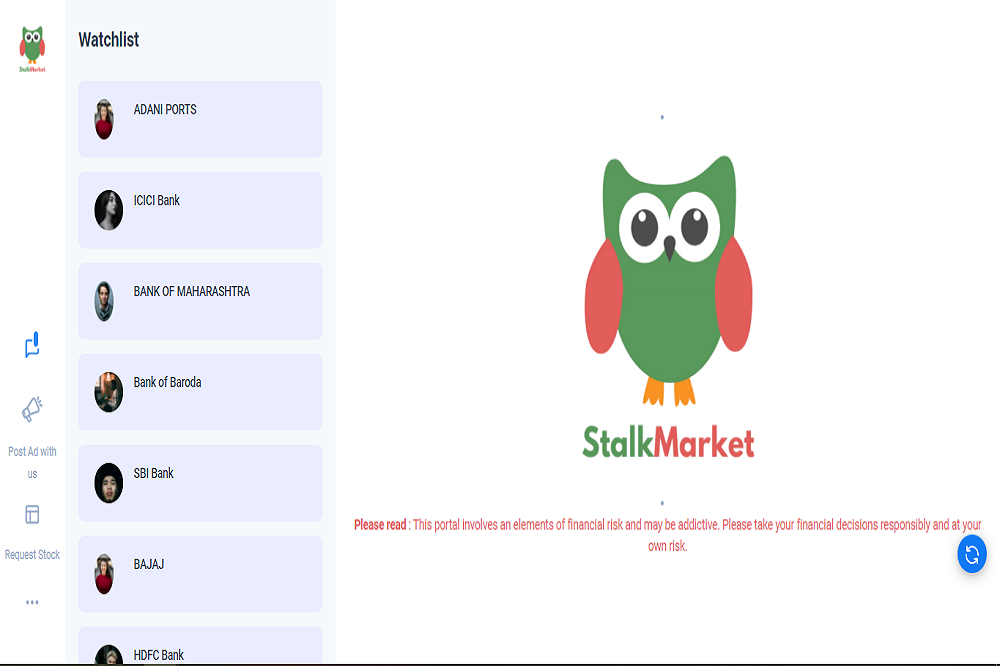 StalkMarket
Watchlist
ADANI PORTS
ICICI Bank
BANK OF MAHARASHTRA
Bank of Baroda
SBI Bank
BAJAJ
HDFC Bank
Post Ad with
us
Request Stock
StalkMarket
Please read : This portal involves an elements of financial risk and may be addictive. Please take your financial decisions responsibly and at your
own risk.